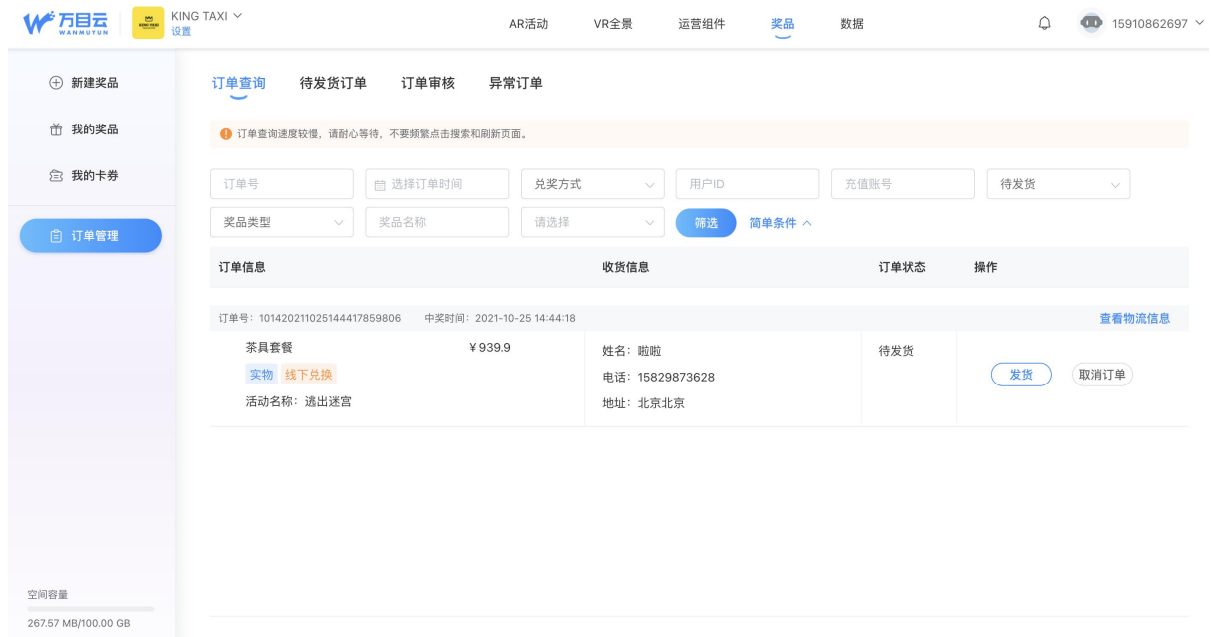 万目云
WANMUYUN
KING TAXI
设置
AR活动 VR全景 运营组件 奖品 数据
15910862697
新建奖品
我的奖品
我的卡券
订单管理
订单查询 待发货订单 订单审核 异常订单
订单查询速度较慢，请耐心等待，不要频繁点击搜索和刷新页面。
订单号 选择订单时间 兑奖方式 用户ID 充值账号 待发货
奖品类型 奖品名称 请选择 筛选 简单条件
订单信息 收货信息 订单状态 操作
订单号：101420211025144417859806 中奖时间：2021-10-25 14:44:18 查看物流信息
茶具套餐 ¥939.9 姓名：啦啦 待发货
实物 线下兑换 电话：15829873628 发货 取消订单
活动名称：逃出迷宫 地址：北京北京
空间容量
267.57 MB/100.00 GB